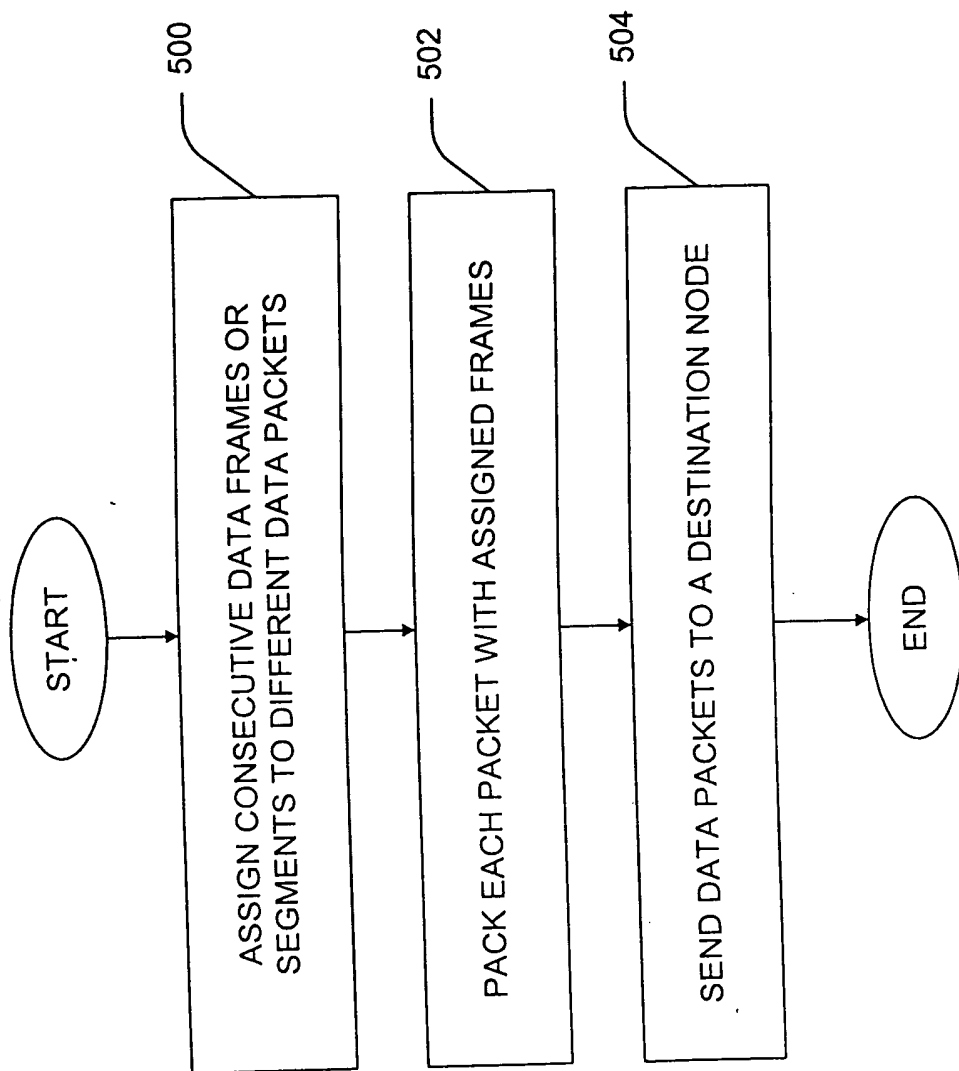 START
500
ASSIGN CONSECUTIVE DATA FRAMES OR
SEGMENTS TO DIFFERENT DATA PACKETS
502
PACK EACH PACKET WITH ASSIGNED FRAMES
504
SEND DATA PACKETS TO A DESTINATION NODE
END